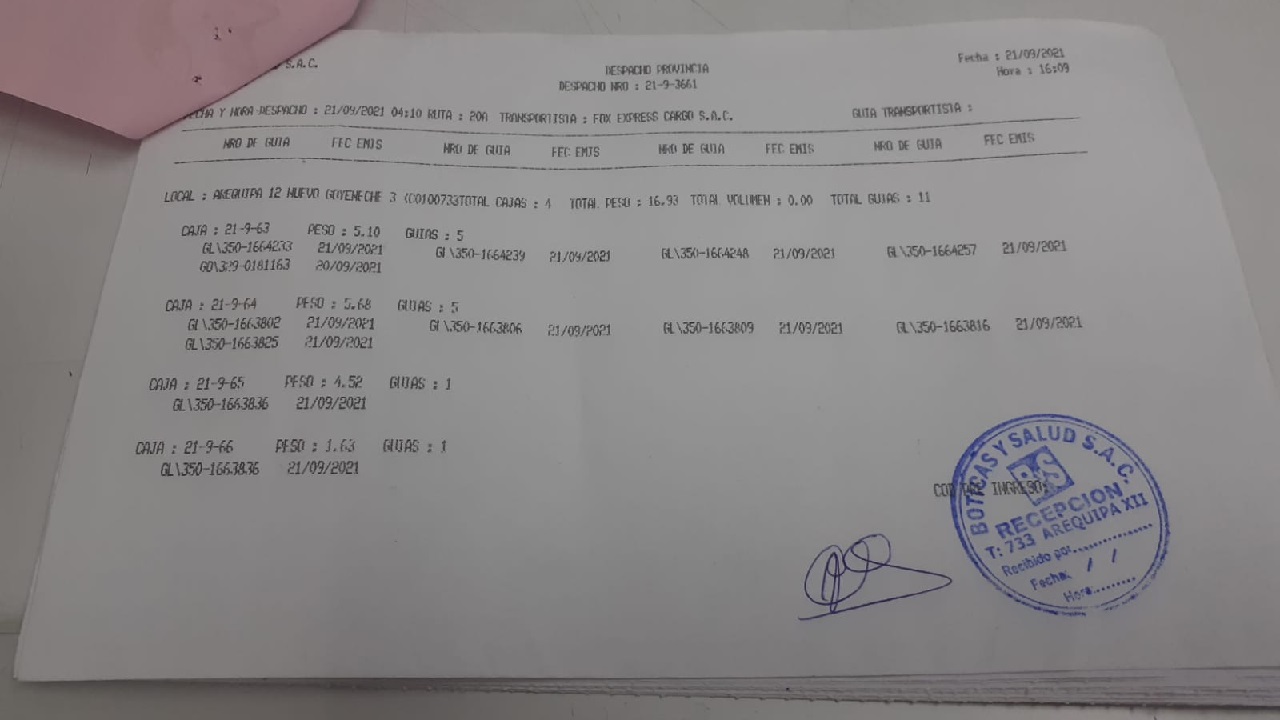 S.A.C.
DESPACHO PROVINCIA
Fecha : 21/09/2021
DESPACHO NRO : 21-9-3661
Hora : 16:09
Y HORA DESPACHO : 21/09/2021 04:10 RUTA : 20A TRANSPORTISTA : FOX EXPRESS CARGO S.A.C. GUIA TRANSPORTISTA :
NRO DE GUIA FEC EMIS NRO DE GUIA FEC EMIS NRO DE GUIA FEC EMIS NRO DE GUIA FEC EMIS
LOCAL : AREQUIPA 12 NUEVO GOYENECHE 3 (C0100733TOTAL CAJAS : 4 TOTAL PESO : 16.93 TOTAL VOLUMEN : 0.00 TOTAL GUIAS : 11
CAJA : 21-9-63 PESO : 5.10 GUIAS : 5
GL\350-1664233 21/09/2021 GL\350-1664239 21/09/2021 GL\350-1664248 21/09/2021 GL\350-1664257 21/09/2021
GO\329-0181163 20/09/2021
CAJA : 21-9-64 PESO : 5.68 GUIAS : 5
GL\350-1663802 21/09/2021 GL\350-1663806 21/09/2021 GL\350-1663809 21/09/2021 GL\350-1663816 21/09/2021
GL\350-1663825 21/09/2021
CAJA : 21-9-65 PESO : 4.52 GUIAS : 1
GL\350-1663836 21/09/2021
CAJA : 21-9-66 PESO : 1.63 GUIAS : 1
GL\350-1663836 21/09/2021
INGRESO:
BOTICAS Y SALUD S.A.C.
BYS
RECEPCION
T: 733 AREQUIPA XII
Recibido por................
Fecha: / /
Hora:.........